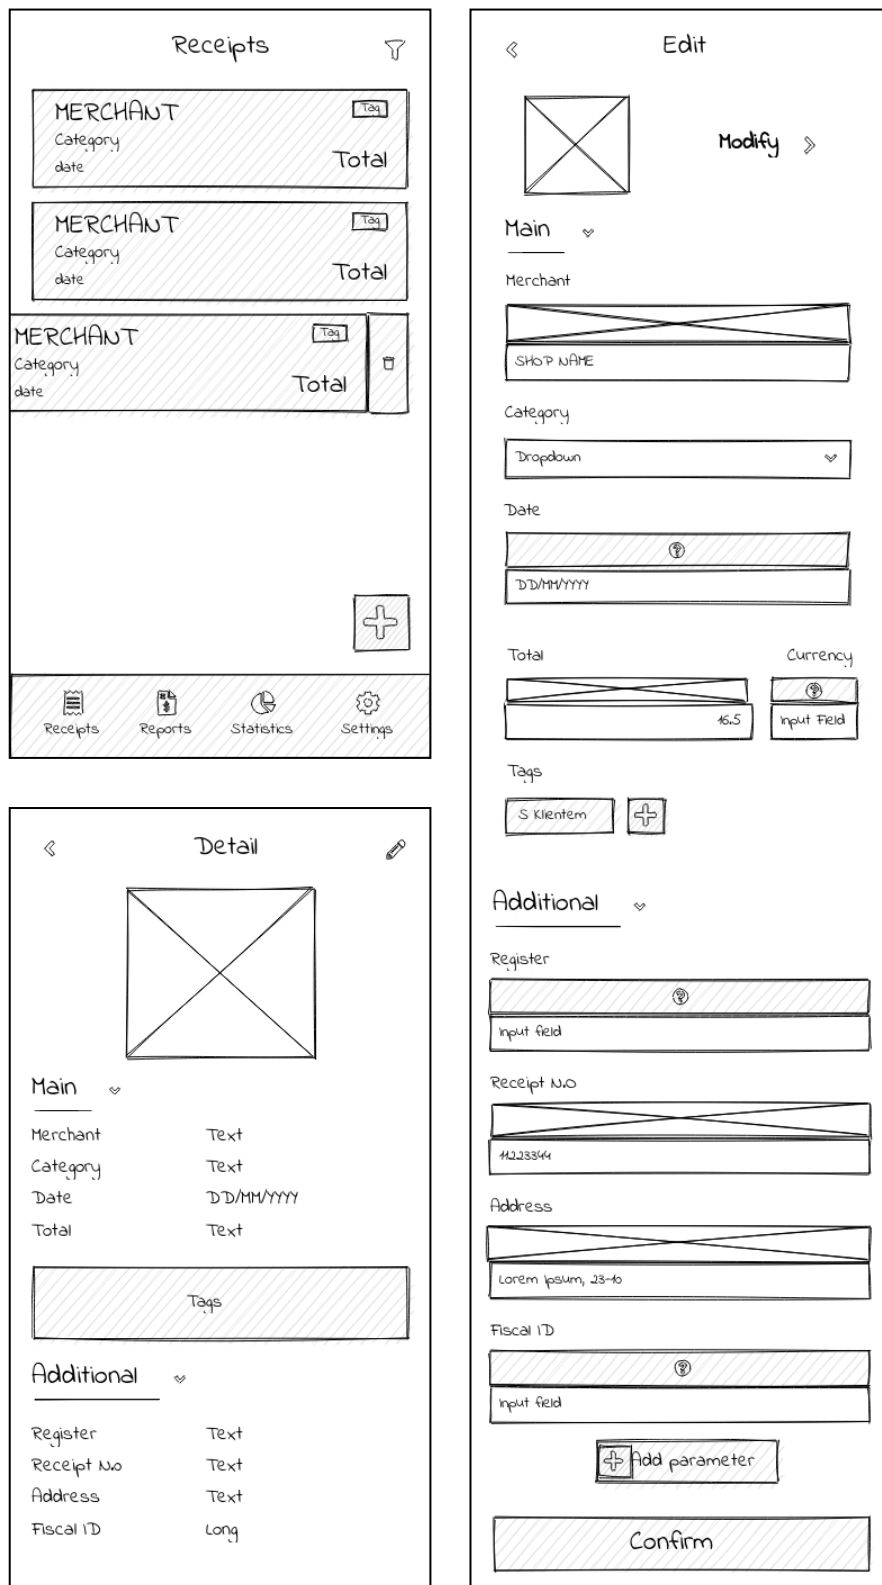 Receipts
MERCHANT
Tag
Category
date
Total
MERCHANT
Tag
Category
date
Total
MERCHANT
Tag
Category
date
Total
Receipts Reports Statistics Settings
Detail
Main
Merchant Text
Category Text
Date DD/MM/YYYY
Total Text
Tags
Additional
Register Text
Receipt N.o Text
Address Text
Fiscal ID Long
Edit
Modify
Main
Merchant
SHOP NAME
Category
Dropdown
Date
DD/MM/YYYY
Total Currency
16.5 Input Field
Tags
S Klientem
Additional
Register
Input field
Receipt N.O
11223344
Address
Lorem Ipsum, 23-10
Fiscal ID
Input field
Add parameter
Confirm